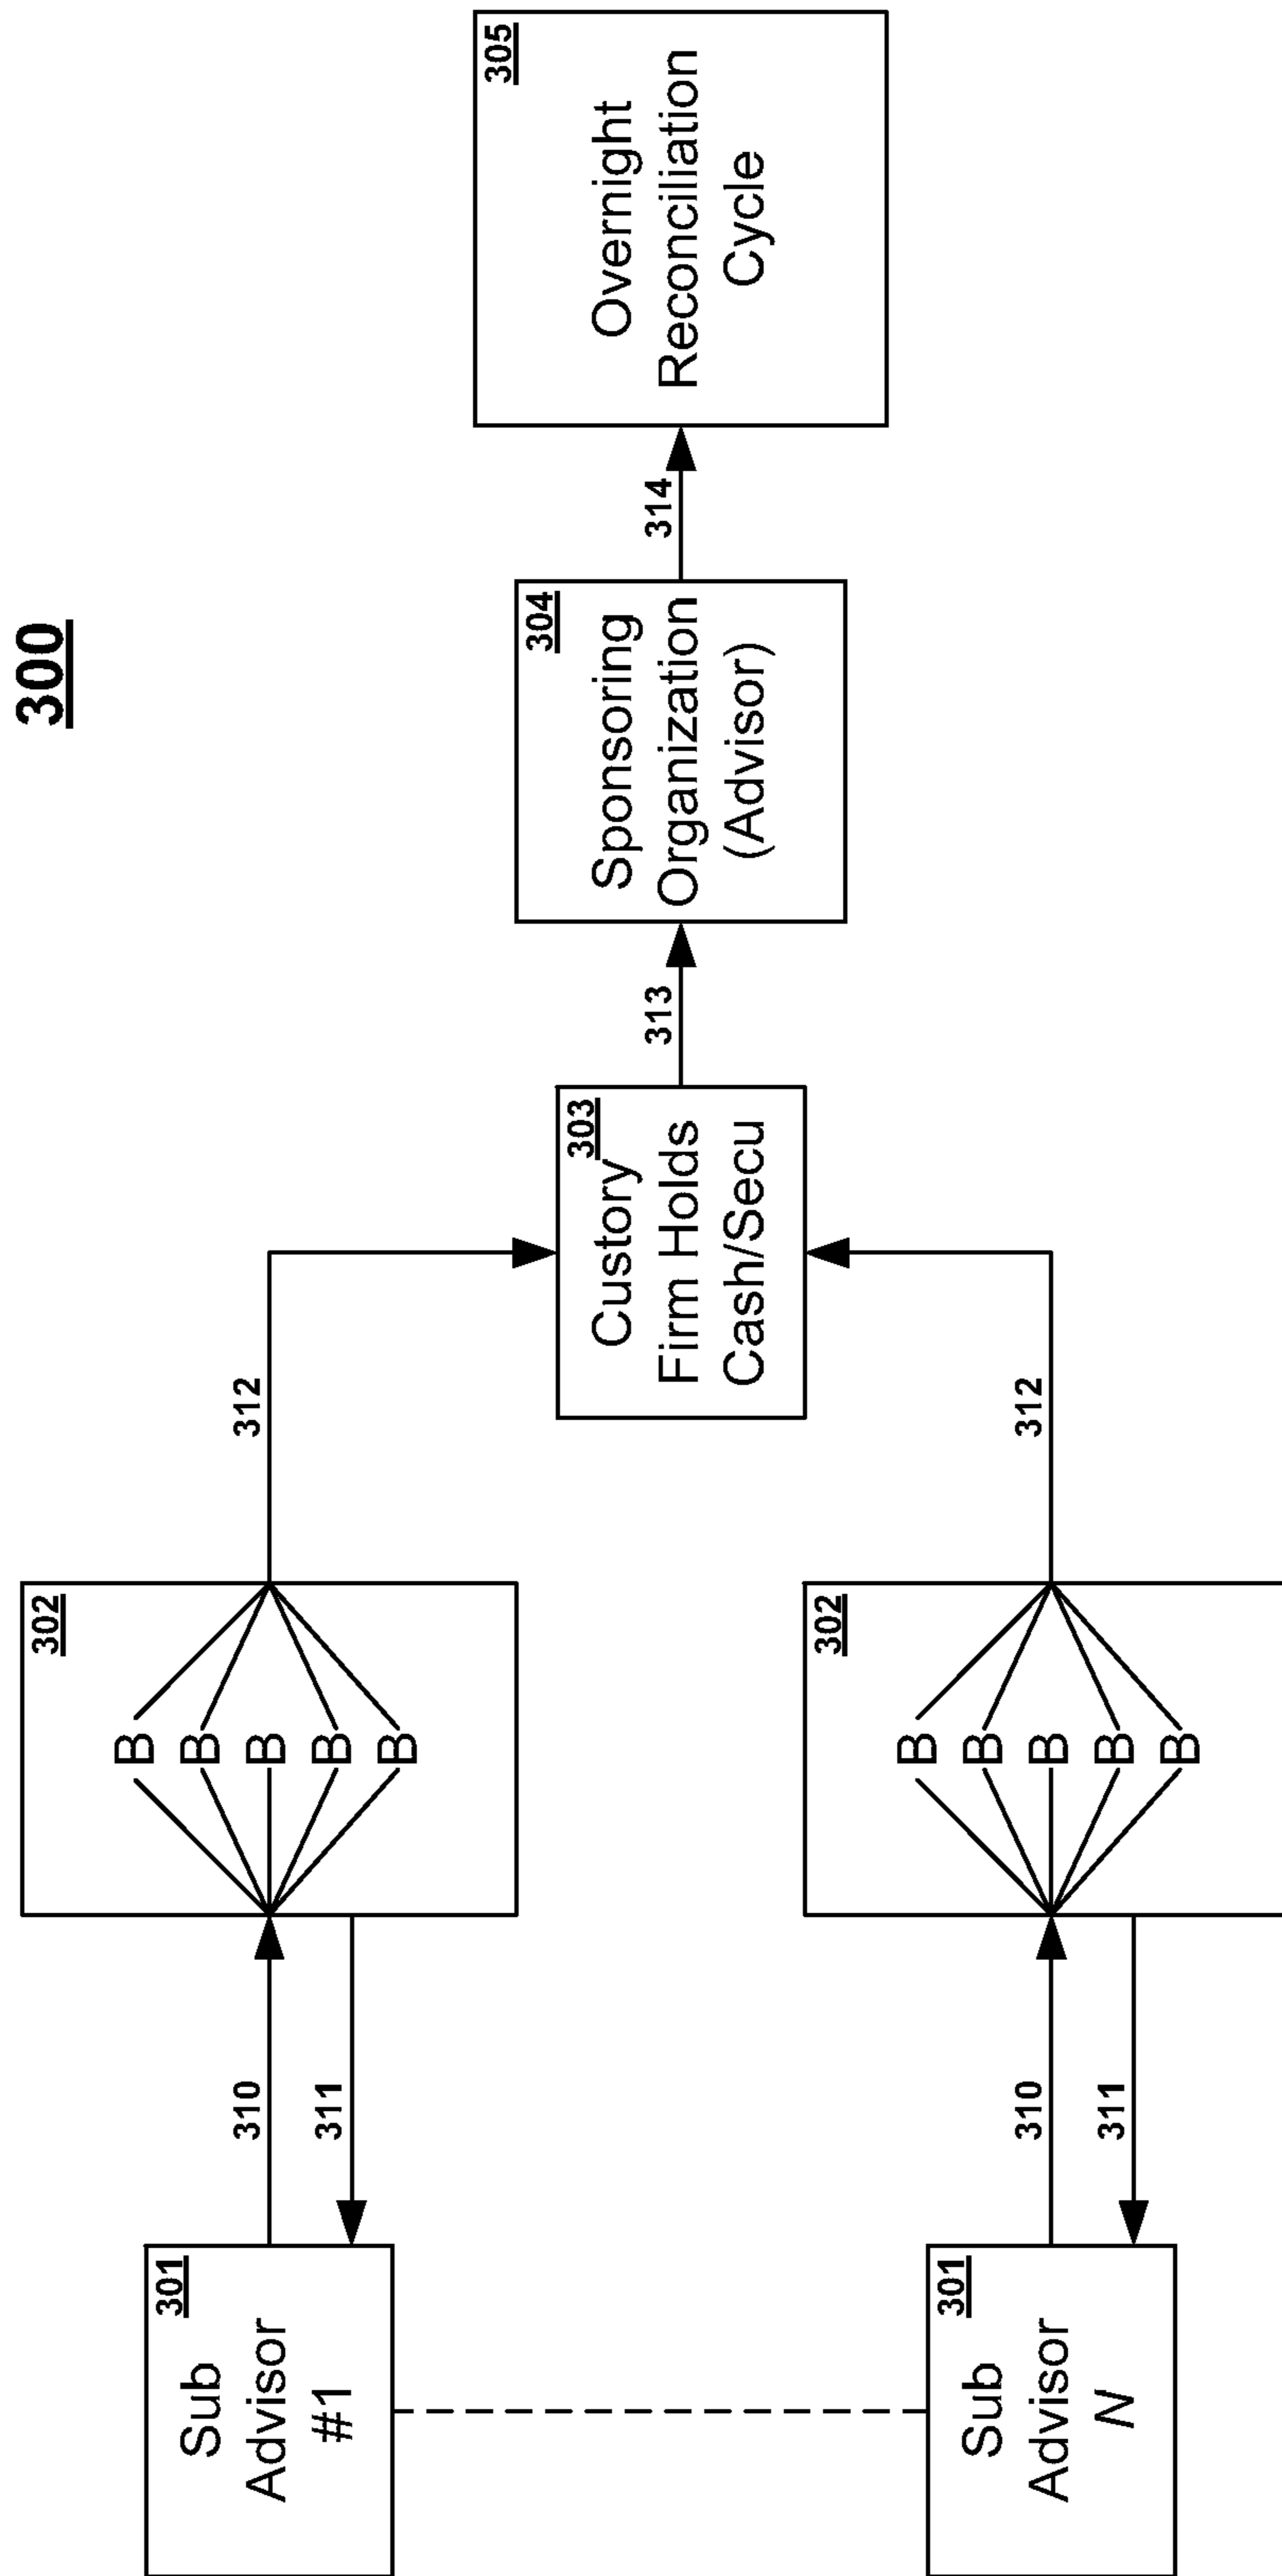 300
301
Sub
Advisor
#1
310
311
302
B
B
B
B
B
312
303
Custory
Firm Holds
Cash/Secu
313
304
Sponsoring
Organization
(Advisor)
314
305
Overnight
Reconciliation
Cycle
301
Sub
Advisor
N
310
311
302
B
B
B
B
B
312